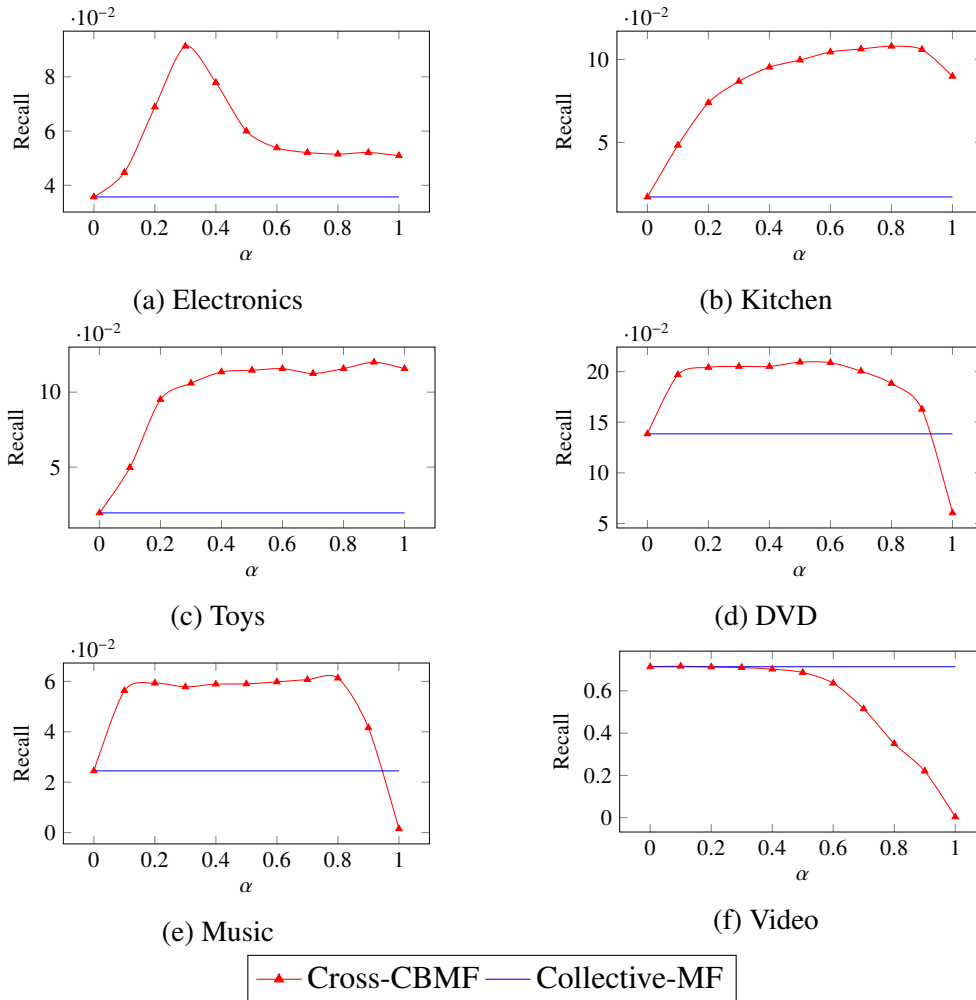 ·10⁻²
8
6
4
Recall
0 0.2 0.4 0.6 0.8 1
α
(a) Electronics
10
5
·10⁻²
Recall
0 0.2 0.4 0.6 0.8 1
α
(b) Kitchen
·10⁻²
10
5
Recall
0 0.2 0.4 0.6 0.8 1
α
(c) Toys
·10⁻²
20
15
10
5
Recall
0 0.2 0.4 0.6 0.8 1
α
(d) DVD
·10⁻²
6
4
2
0
Recall
0 0.2 0.4 0.6 0.8 1
α
(e) Music
0.6
0.4
0.2
0
Recall
0 0.2 0.4 0.6 0.8 1
α
(f) Video
Cross-CBMF Collective-MF